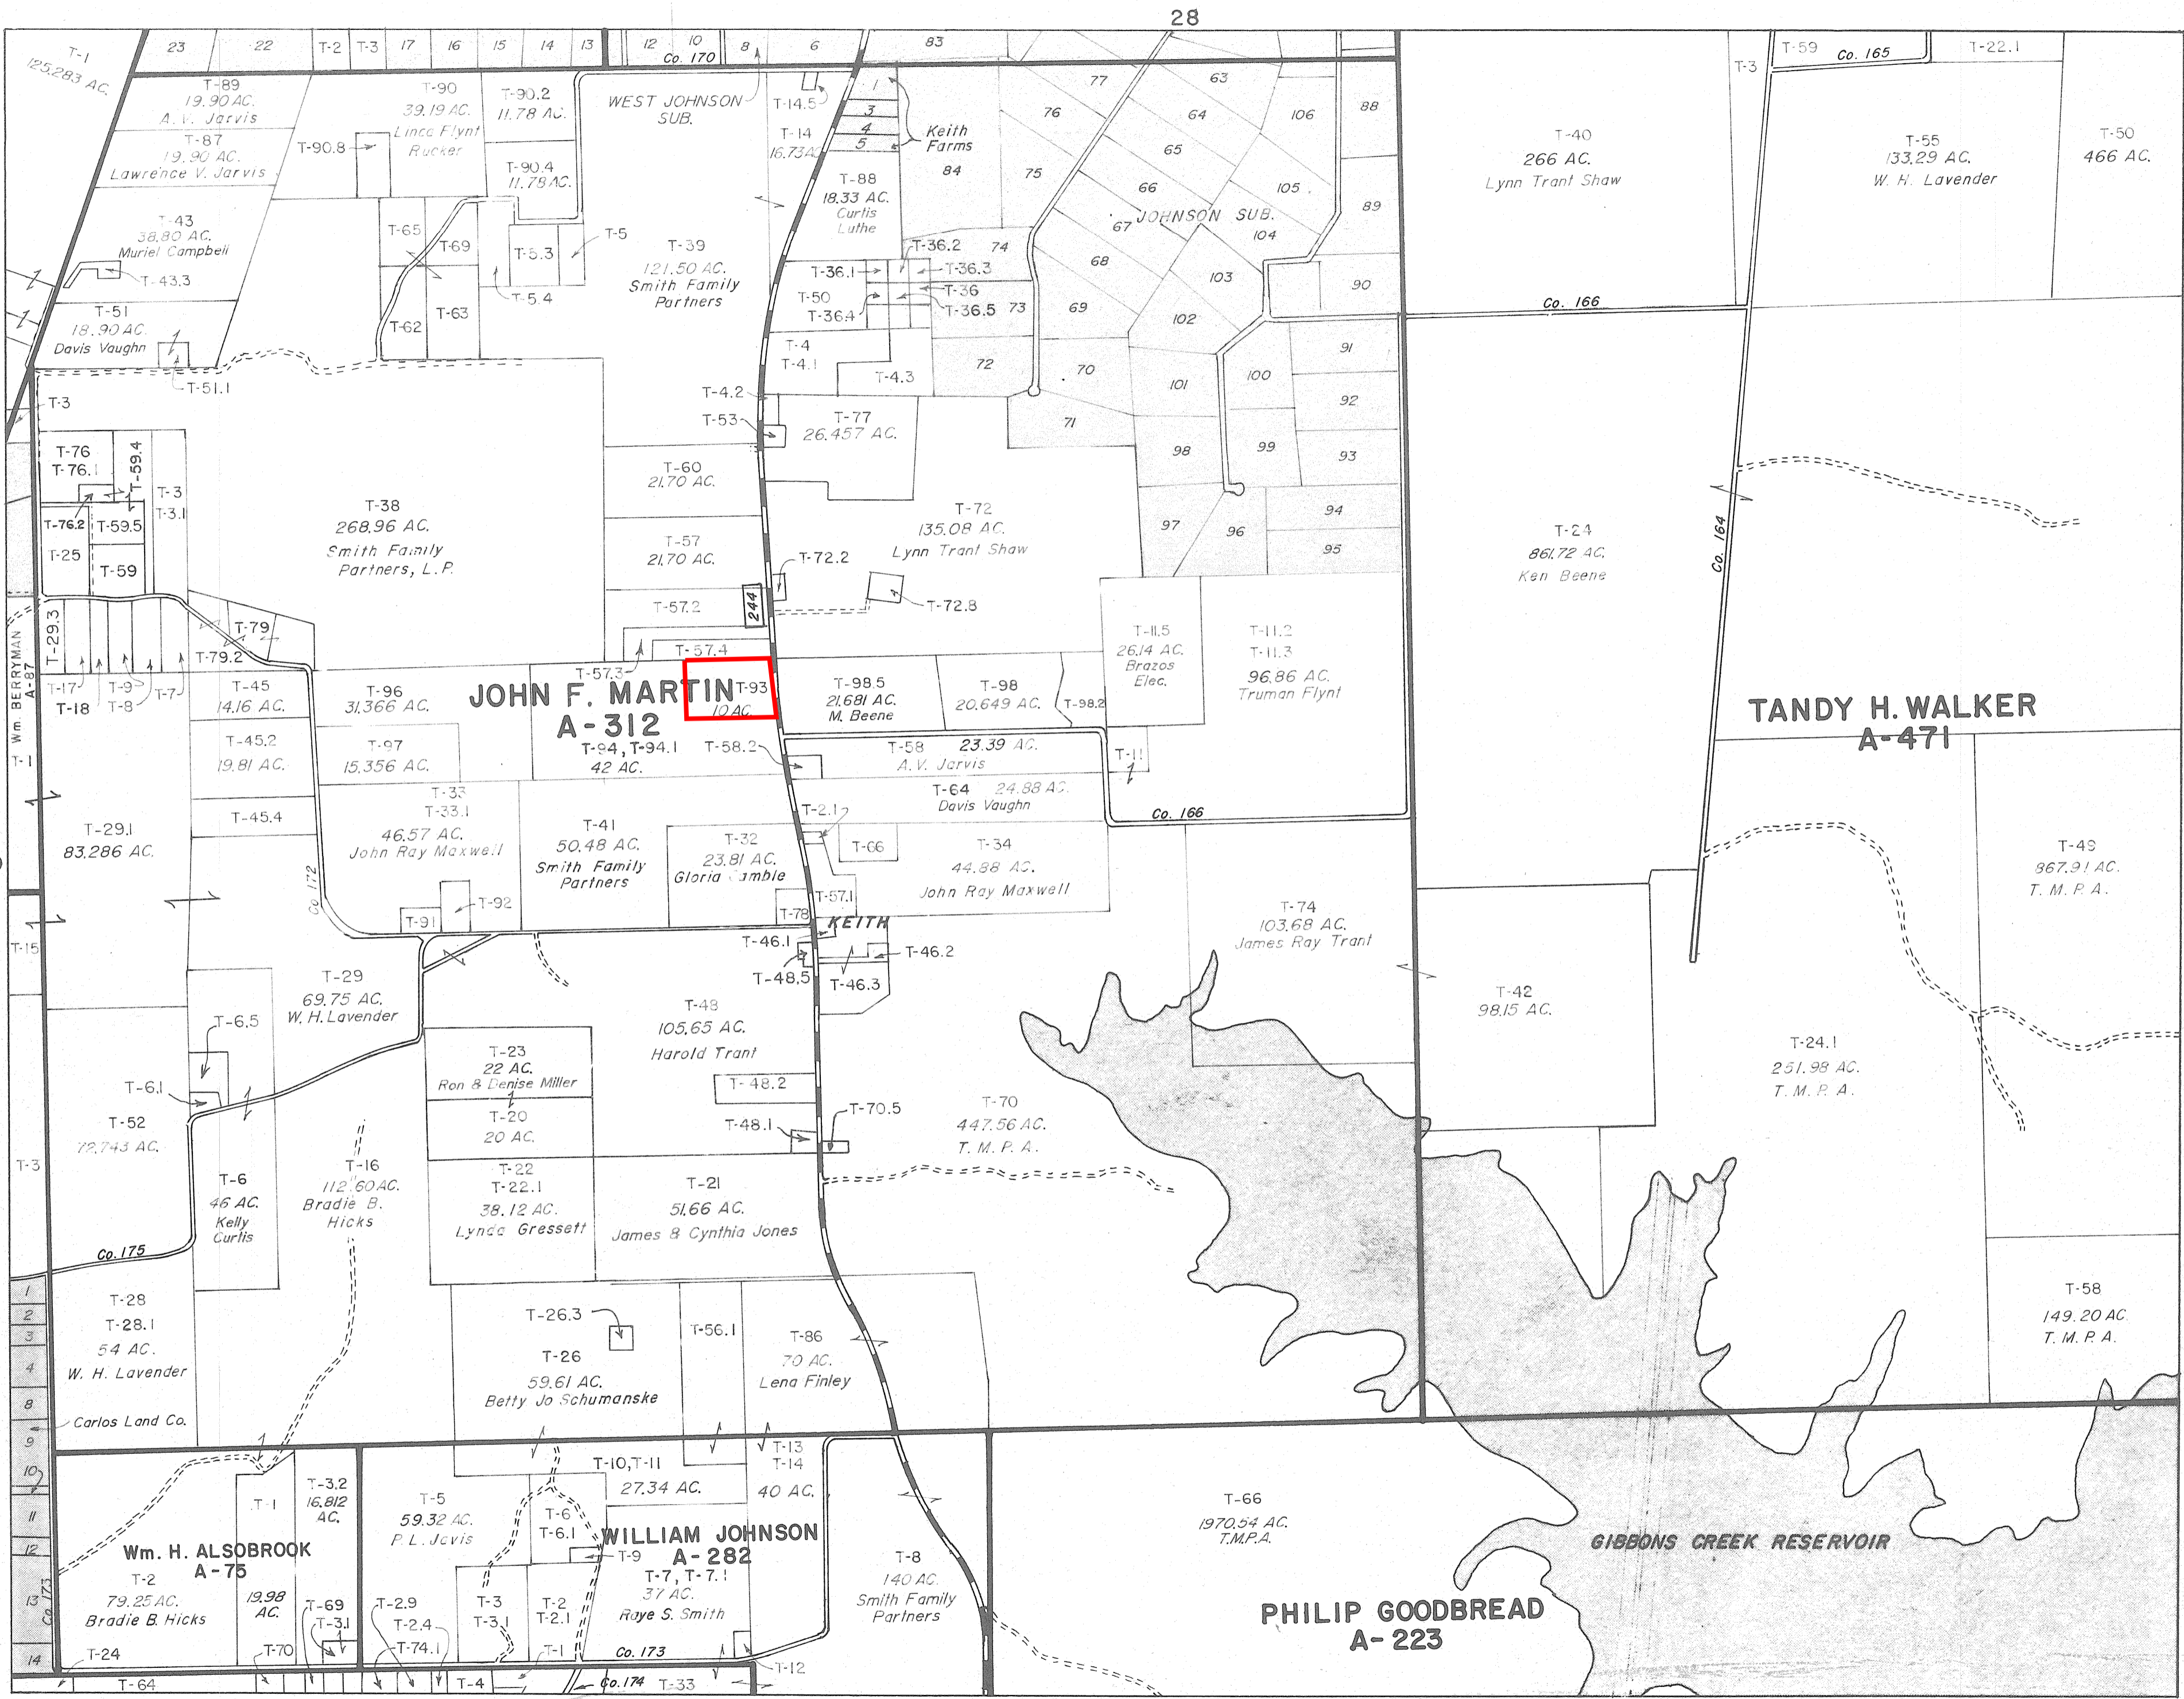 28
T-1
125.283 AC.
23
22
T-2
T-3
17
16
15
14
13
12
10
8
6
83
Co. 170
T-59
Co. 165
T-22.1
T-3
T-89
19.90 AC.
A.V. Jarvis
T-87
19.90 AC.
Lawrence V. Jarvis
T-90
39.19 AC.
Linda Flynt
Rucker
T-90.2
11.78 AC.
T-90.8
T-90.4
11.78 AC.
WEST JOHNSON
SUB.
T-14.5
T-14
16.73 AC
1
3
4
5
Keith
Farms
T-88
18.33 AC.
Curtis
Luthe
84
77
63
76
64
106
88
65
75
66
105
67
JOHNSON SUB.
104
89
74
68
103
90
73
69
102
72
70
101
100
91
92
71
98
99
93
97
96
94
95
T-40
266 AC.
Lynn Trant Shaw
T-55
133.29 AC.
W. H. Lavender
T-50
466 AC.
T-43
38.80 AC.
Muriel Campbell
T-43.3
T-51
18.90 AC.
Davis Vaughn
T-51.1
T-65
T-69
T-62
T-63
T-5.3
T-5
T-5.4
T-39
121.50 AC.
Smith Family
Partners
T-36.2
T-36.1
T-36.3
T-50
T-36
T-36.4
T-36.5
T-4
T-4.1
T-4.3
T-4.2
T-53
T-77
26.457 AC.
Co. 166
T-3
T-76
T-76.1
T-59.4
T-3
T-3.1
T-76.2
T-59.5
T-25
T-59
T-38
268.96 AC.
Smith Family
Partners, L.P.
T-60
21.70 AC.
T-57
21.70 AC.
T-57.2
244
T-57.4
T-57.3
T-72
135.08 AC.
Lynn Trant Shaw
T-72.2
T-72.8
T-24
861.72 AC.
Ken Beene
Co. 164
Wm. BERRYMAN
A-87
T-29.3
T-17
T-18
T-9
T-8
T-7
T-79
T-79.2
T-45
14.16 AC.
T-45.2
19.81 AC.
T-45.4
T-96
31.366 AC.
T-97
15.356 AC.
JOHN F. MARTIN
A-312
T-93
10 AC.
T-94, T-94.1
42 AC.
T-58.2
T-98.5
21.681 AC
M. Beene
T-98
20.649 AC.
T-98.2
T-11.5
26.14 AC.
Brazos
Elec.
T-11.2
T-11.3
96.86 AC.
Truman Flynt
T-58
23.39 AC.
A.V. Jarvis
T-11
T-64
24.88 AC.
Davis Vaughn
Co. 166
TANDY H. WALKER
A-471
T-1
T-29.1
83.286 AC.
T-33
T-33.1
46.57 AC.
John Ray Maxwell
T-41
50.48 AC.
Smith Family
Partners
T-32
23.81 AC.
Gloria
T-2.1
T-66
T-34
44.88 AC.
John Ray Maxwell
T-57.1
T-78
KEITH
T-91
T-92
Co. 172
T-46.1
T-46.2
T-48.5
T-46.3
T-74
103.68 AC.
James Ray Trant
T-49
867.91 AC.
T. M. P. A.
T-15
T-29
69.75 AC.
W. H. Lavender
T-6.5
T-6.1
T-48
105.65 AC.
Harold Trant
T-48.2
T-48.1
T-70.5
T-70
447.56 AC.
T. M. P. A.
T-42
98.15 AC.
T-24.1
251.98 AC.
T. M. P. A.
T-23
22 AC.
Ron & Denise Miller
T-20
20 AC.
T-52
72.743 AC.
T-3
T-6
46 AC.
Kelly
Curtis
T-16
112.60 AC.
Bradie B.
Hicks
T-22
T-22.1
38.12 AC.
Lynda Gressett
T-21
51.66 AC.
James & Cynthia Jones
Co. 175
T-28
T-28.1
54 AC.
W. H. Lavender
Carlos Land Co.
1
2
3
4
8
9
10
11
12
13
14
Co. 173
T-26.3
T-26
59.61 AC.
Betty Jo Schumanske
T-56.1
T-86
70 AC.
Lena Finley
T-58
149.20 AC.
T. M. P. A.
T-13
T-14
40 AC.
T-10, T-11
27.34 AC.
T-3.2
16.812
AC.
T-1
19.98
AC.
Wm. H. ALSOBROOK
A-75
T-2
79.25 AC.
Bradie B. Hicks
T-5
59.32 AC.
P. L. Javis
T-6
T-6.1
T-9
WILLIAM JOHNSON
A-282
T-7, T-7.1
37 AC.
Raye S. Smith
T-8
140 AC.
Smith Family
Partners
T-66
1970.54 AC.
T.M.P.A.
GIBBONS CREEK RESERVOIR
PHILIP GOODBREAD
A-223
T-69
T-3.1
T-70
T-2.9
T-2.4
T-74.1
T-3
T-3.1
T-2
T-2.1
T-1
Co. 173
T-12
T-24
T-64
T-4
Co. 174
T-33